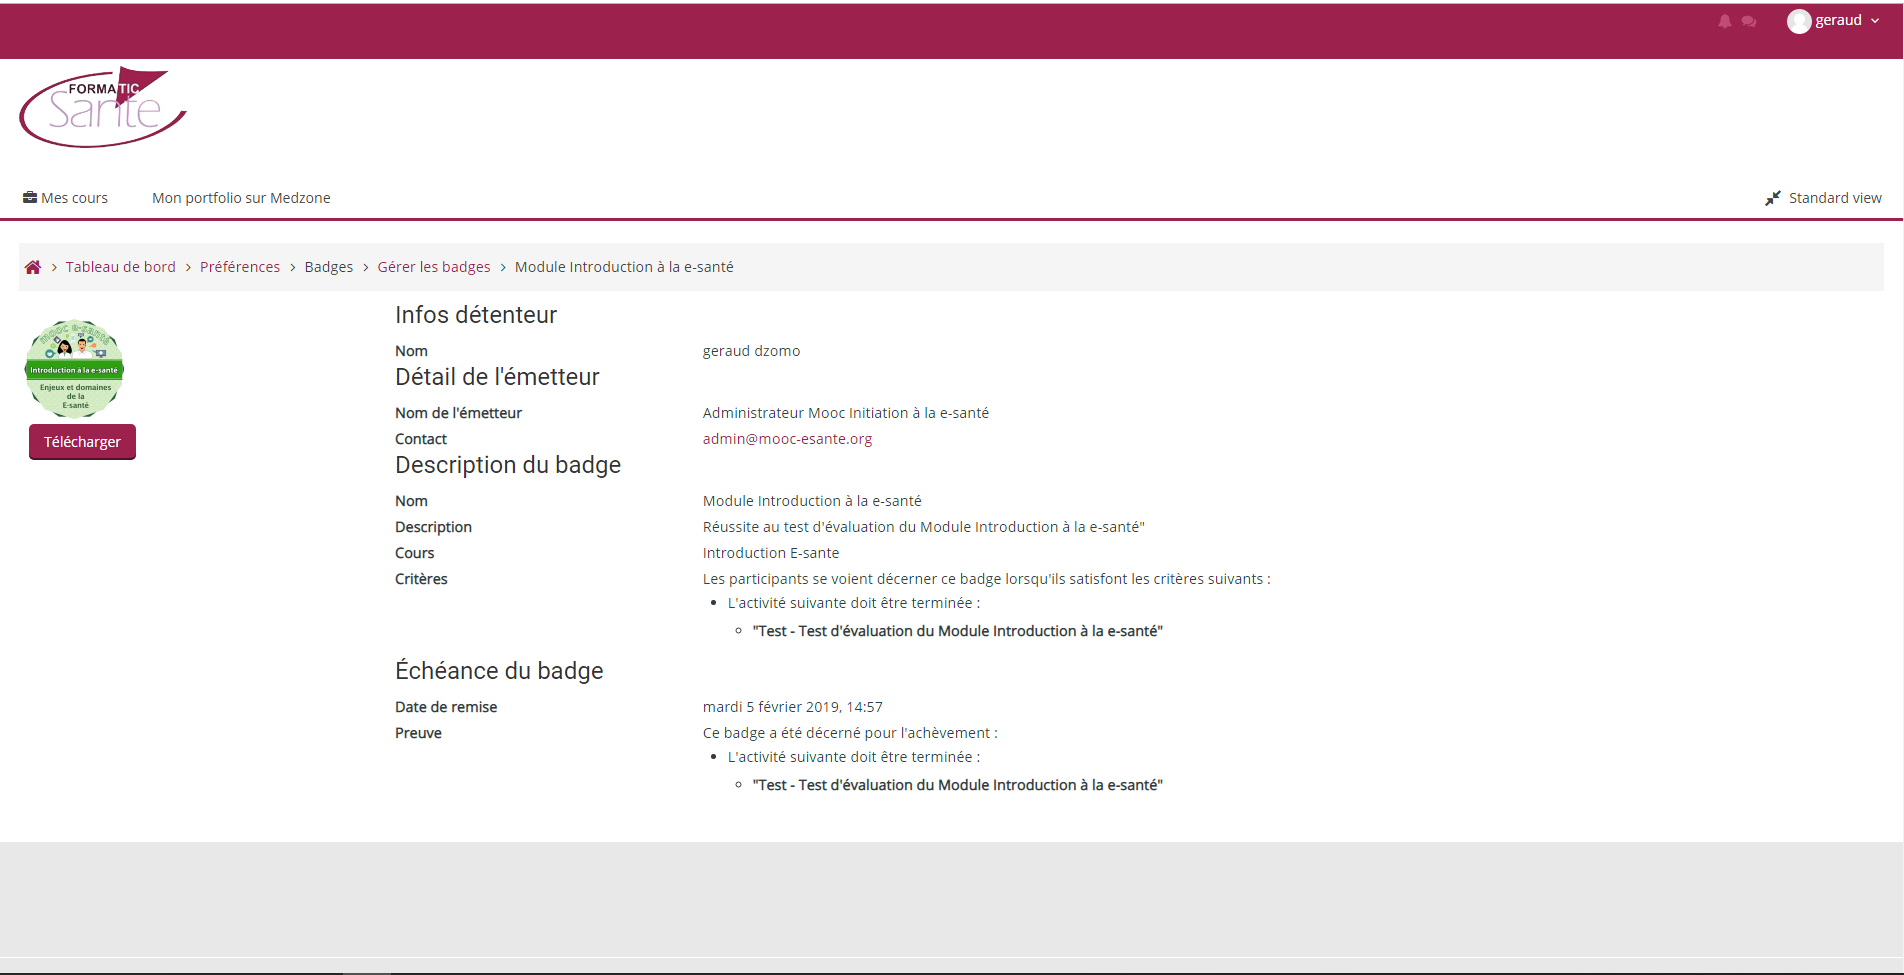 geraud
FORMATIC
Santé
Mes cours
Mon portfolio sur Medzone
Standard view
Tableau de bord > Préférences > Badges > Gérer les badges > Module Introduction à la e-santé
mooc e-santé
Introduction à la e-santé
Enjeux et domaines
de la
E-santé
Télécharger
Infos détenteur
Nom geraud dzomo
Détail de l'émetteur
Nom de l'émetteur Administrateur Mooc Initiation à la e-santé
Contact admin@mooc-esante.org
Description du badge
Nom Module Introduction à la e-santé
Description Réussite au test d'évaluation du Module Introduction à la e-santé"
Cours Introduction E-sante
Critères Les participants se voient décerner ce badge lorsqu'ils satisfont les critères suivants :
L'activité suivante doit être terminée :
"Test - Test d'évaluation du Module Introduction à la e-santé"
Échéance du badge
Date de remise mardi 5 février 2019, 14:57
Preuve Ce badge a été décerné pour l'achèvement :
L'activité suivante doit être terminée :
"Test - Test d'évaluation du Module Introduction à la e-santé"